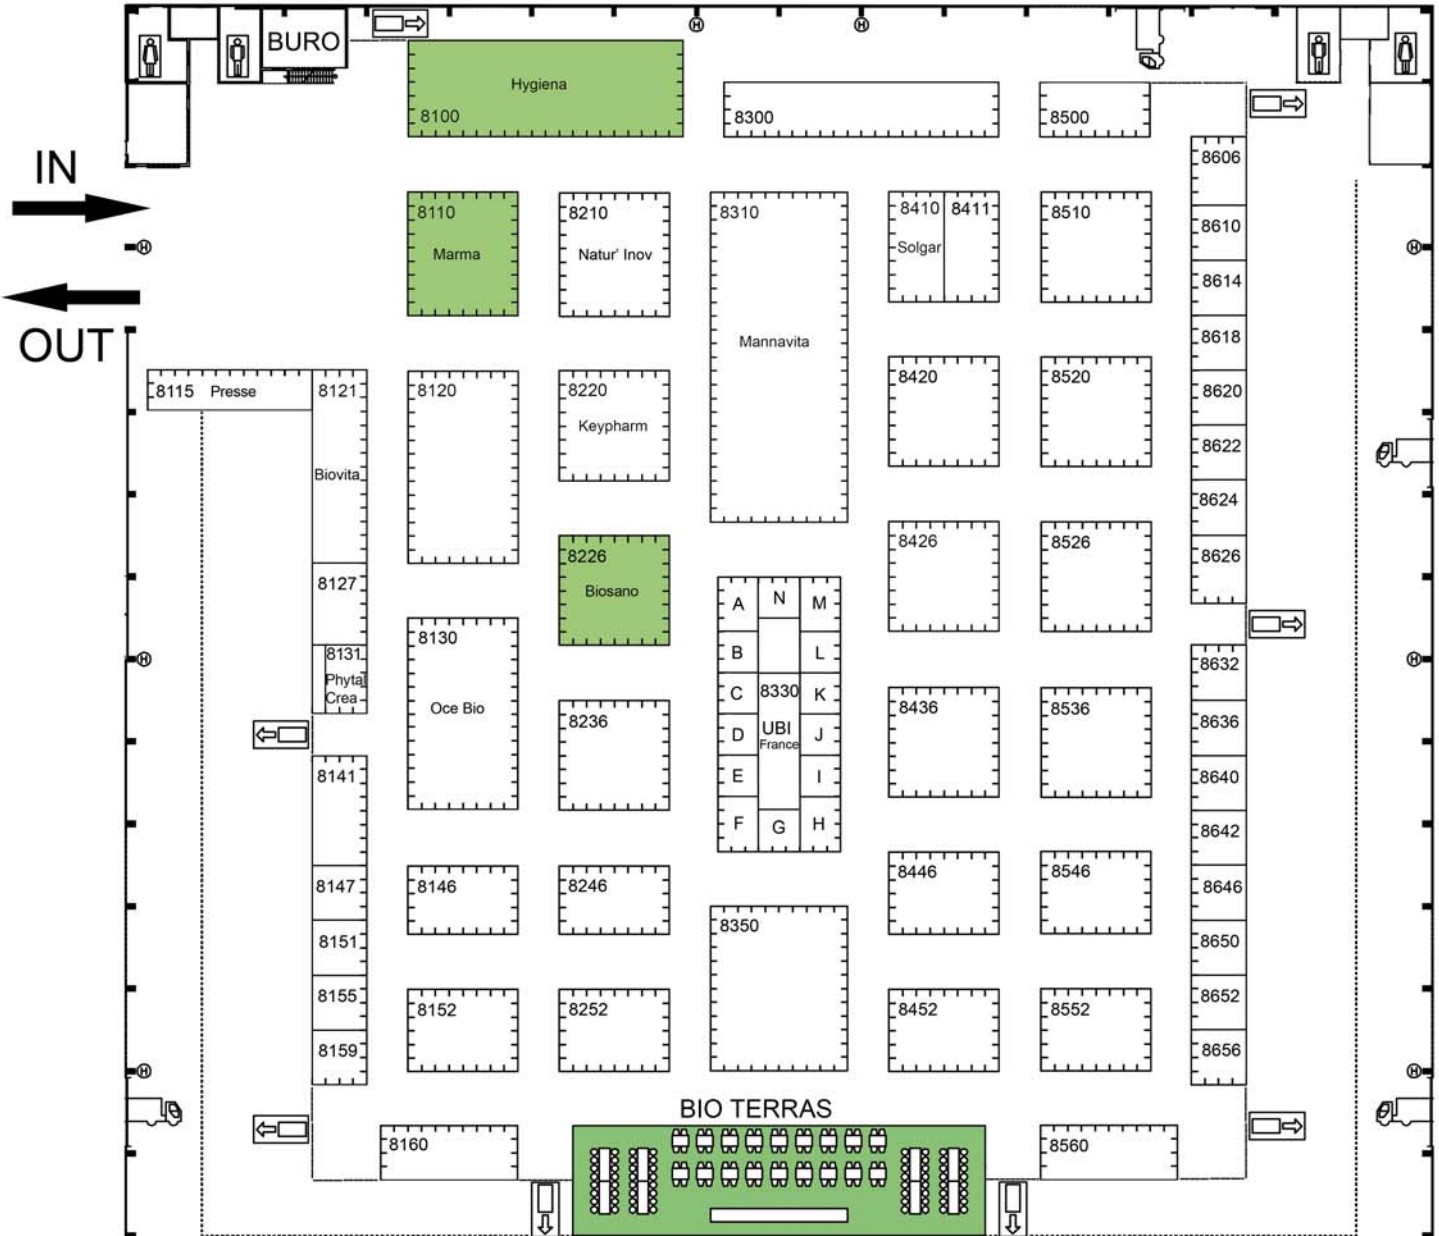 BURO
Hygiena
8100
8300
8500
IN
OUT
8606
8110
Marma
8210
Natur' Inov
8310
Mannavita
8410
Solgar
8411
8510
8610
8614
8618
8115 Presse
8121
Biovita
8120
8220
Keypharm
8420
8520
8620
8622
8624
8226
Biosano
8426
8526
8626
8127
A
N
M
B
L
C
8330
K
D
UBI
France
J
E
I
F
G
H
8131
Phyta
Crea
8130
Oce Bio
8236
8436
8536
8632
8636
8141
8640
8642
8147
8146
8246
8350
8446
8546
8646
8151
8650
8155
8152
8252
8452
8552
8652
8159
8656
BIO TERRAS
8160
8560
H
H
H
H
H
H
H
H